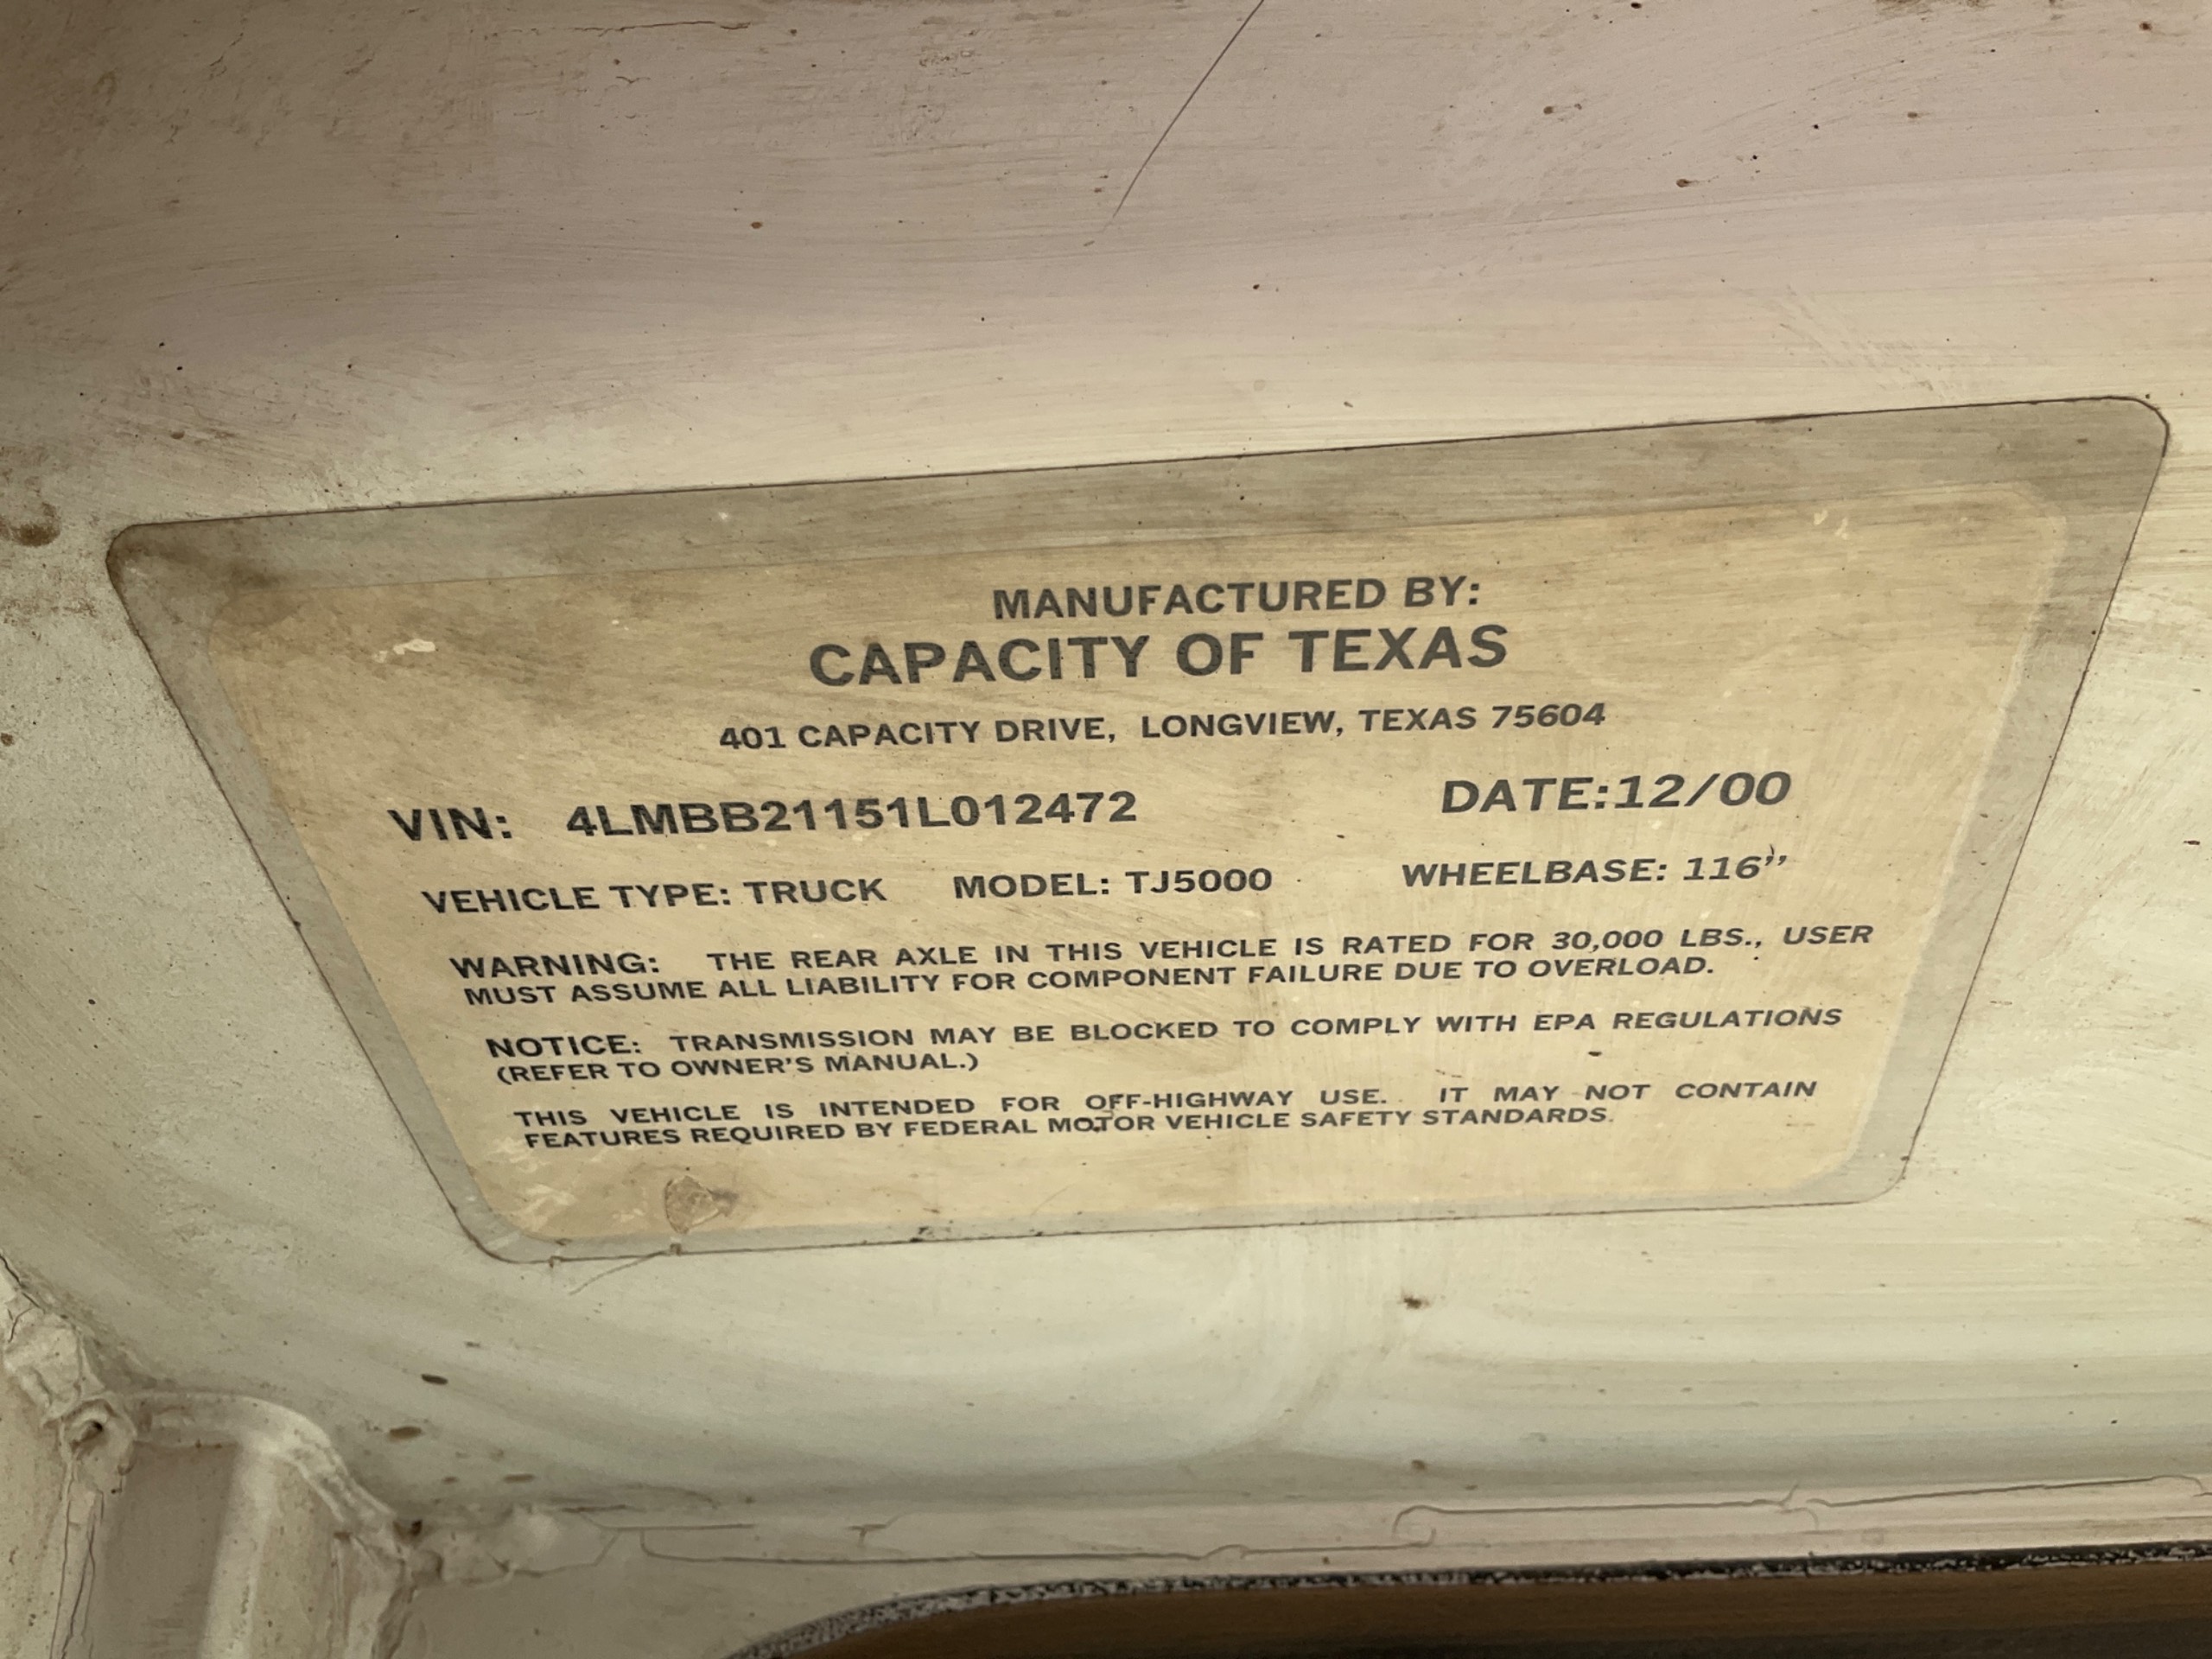 MANUFACTURED BY:
CAPACITY OF TEXAS
401 CAPACITY DRIVE, LONGVIEW, TEXAS 75604
VIN: 4LMBB21151L012472 DATE:12/00
VEHICLE TYPE: TRUCK MODEL: TJ5000 WHEELBASE: 116”
WARNING: THE REAR AXLE IN THIS VEHICLE IS RATED FOR 30,000 LBS., USER
MUST ASSUME ALL LIABILITY FOR COMPONENT FAILURE DUE TO OVERLOAD.
NOTICE: TRANSMISSION MAY BE BLOCKED TO COMPLY WITH EPA REGULATIONS
(REFER TO OWNER'S MANUAL.)
THIS VEHICLE IS INTENDED FOR OFF-HIGHWAY USE. IT MAY NOT CONTAIN
FEATURES REQUIRED BY FEDERAL MOTOR VEHICLE SAFETY STANDARDS.